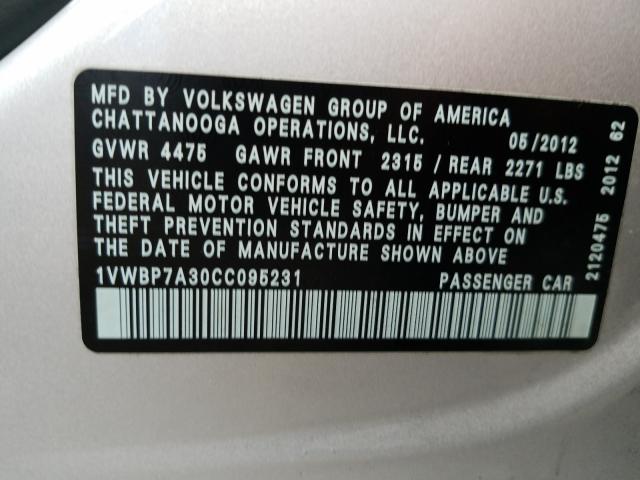 MFD BY VOLKSWAGEN GROUP OF AMERICA
CHATTANOOGA OPERATIONS, LLC. 05/2012
GVWR 4475 GAWR FRONT 2315 / REAR 2271 LBS
THIS VEHICLE CONFORMS TO ALL APPLICABLE U.S.
FEDERAL MOTOR VEHICLE SAFETY, BUMPER AND
THEFT PREVENTION STANDARDS IN EFFECT ON
THE DATE OF MANUFACTURE SHOWN ABOVE
1VWBP7A30CC095231 PASSENGER CAR
2120475 2012 62